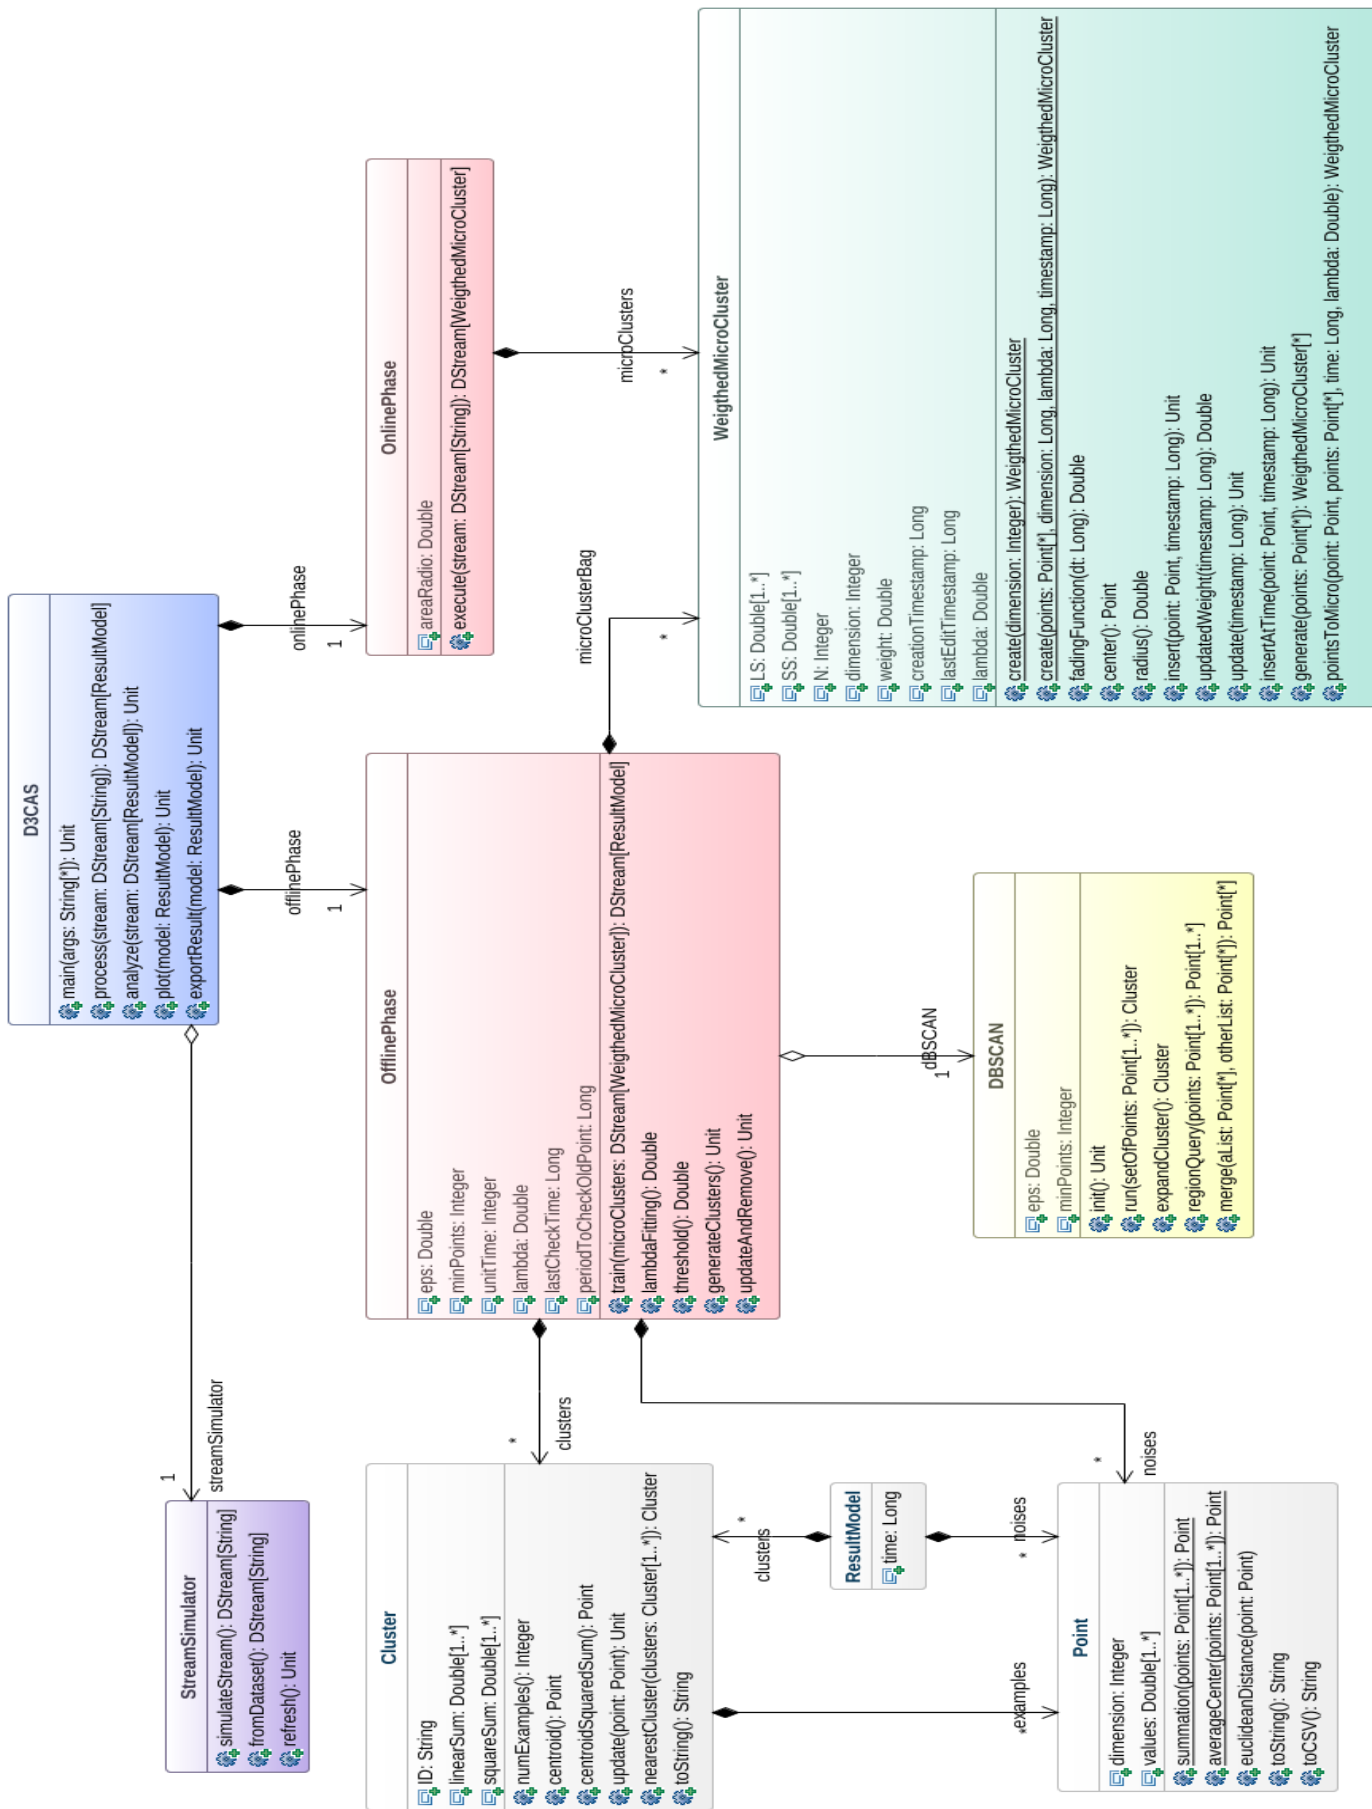 D3CAS
main(args: String[*]): Unit
process(stream: DStream[String]): DStream[ResultModel]
analyze(stream: DStream[ResultModel]): Unit
plot(model: ResultModel): Unit
exportResult(model: ResultModel): Unit
streamSimulator
1
offlinePhase
1
onlinePhase
1
StreamSimulator
simulateStream(): DStream[String]
fromDataset(): DStream[String]
refresh(): Unit
OfflinePhase
eps: Double
minPoints: Integer
unitTime: Integer
lambda: Double
lastCheckTime: Long
periodToCheckOldPoint: Long
train(microClusters: DStream[WeigthedMicroCluster]): DStream[ResultModel]
lambdaFitting(): Double
threshold(): Double
generateClusters(): Unit
updateAndRemove(): Unit
OnlinePhase
areaRadio: Double
execute(stream: DStream[String]): DStream[WeigthedMicroCluster]
microClusters
*
microClusterBag
*
clusters
*
noises
*
dBSCAN
1
Cluster
ID: String
linearSum: Double[1..*]
squareSum: Double[1..*]
numExamples(): Integer
centroid(): Point
centroidSquaredSum(): Point
update(point: Point): Unit
nearestCluster(clusters: Cluster[1..*]): Cluster
toString(): String
clusters
*
ResultModel
time: Long
* noises
*examples
Point
dimension: Integer
values: Double[1..*]
summation(points: Point[1..*]): Point
averageCenter(points: Point[1..*]): Point
euclideanDistance(point: Point)
toString(): String
toCSV(): String
DBSCAN
eps: Double
minPoints: Integer
init(): Unit
run(setOfPoints: Point[1..*]): Cluster
expandCluster(): Cluster
regionQuery(points: Point[1..*]): Point[1..*]
merge(aList: Point[*], otherList: Point[*]): Point[*]
WeigthedMicroCluster
LS: Double[1..*]
SS: Double[1..*]
N: Integer
dimension: Integer
weight: Double
creationTimestamp: Long
lastEditTimestamp: Long
lambda: Double
create(dimension: Integer): WeigthedMicroCluster
create(points: Point[*], dimension: Long, lambda: Long, timestamp: Long): WeigthedMicroCluster
fadingFunction(dt: Long): Double
center(): Point
radius(): Double
insert(point: Point, timestamp: Long): Unit
updatedWeight(timestamp: Long): Double
update(timestamp: Long): Unit
insertAtTime(point: Point, timestamp: Long): Unit
generate(points: Point[*]): WeigthedMicroCluster[*]
pointsToMicro(point: Point, points: Point[*], time: Long, lambda: Double): WeigthedMicroCluster